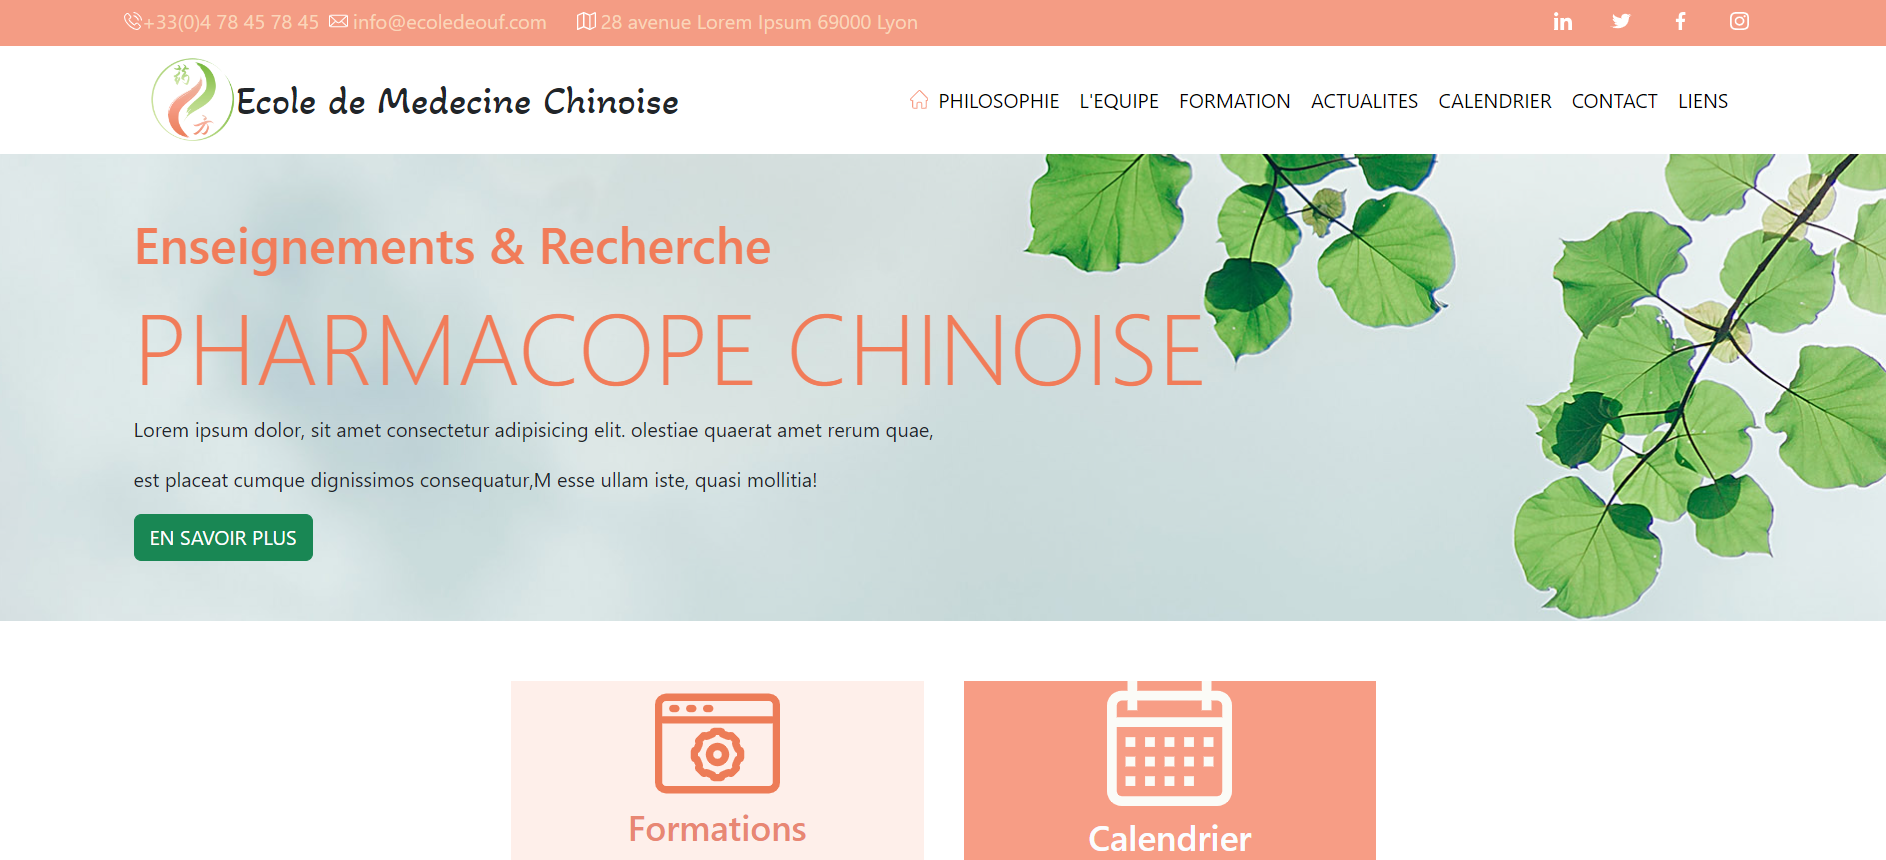 +33(0)4 78 45 78 45 info@ecoledeouf.com 28 avenue Lorem Ipsum 69000 Lyon
药
方
Ecole de Medecine Chinoise
PHILOSOPHIE L'EQUIPE FORMATION ACTUALITES CALENDRIER CONTACT LIENS
Enseignements & Recherche
PHARMACOPE CHINOISE
Lorem ipsum dolor, sit amet consectetur adipisicing elit. olestiae quaerat amet rerum quae,
est placeat cumque dignissimos consequatur,M esse ullam iste, quasi mollitia!
EN SAVOIR PLUS
Formations
Calendrier